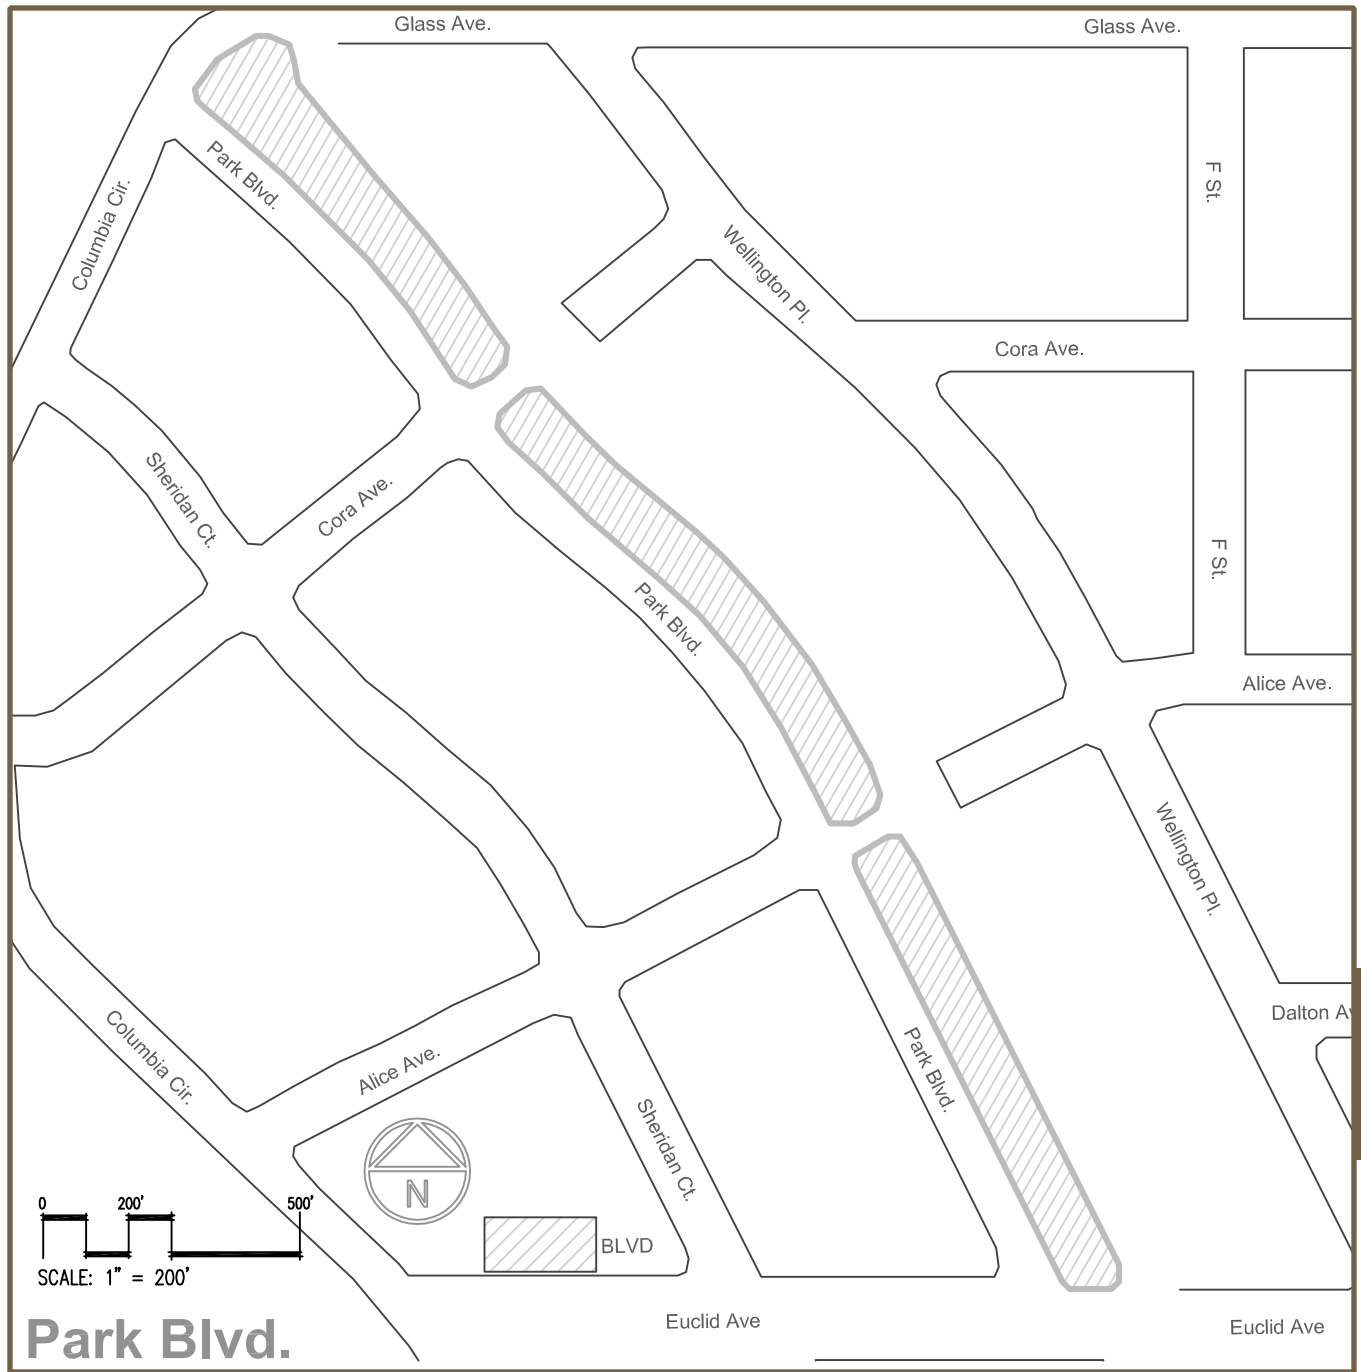 Glass Ave.
Glass Ave.
Park Blvd.
F St.
Columbia Cir.
Wellington Pl.
Cora Ave.
Sheridan Ct.
Cora Ave.
F St.
Park Blvd.
Alice Ave.
Wellington Pl.
Dalton Av
Columbia Cir.
Alice Ave.
Park Blvd.
Sheridan Ct.
N
0 200' 500'
BLVD
SCALE: 1" = 200'
Euclid Ave
Euclid Ave
Park Blvd.